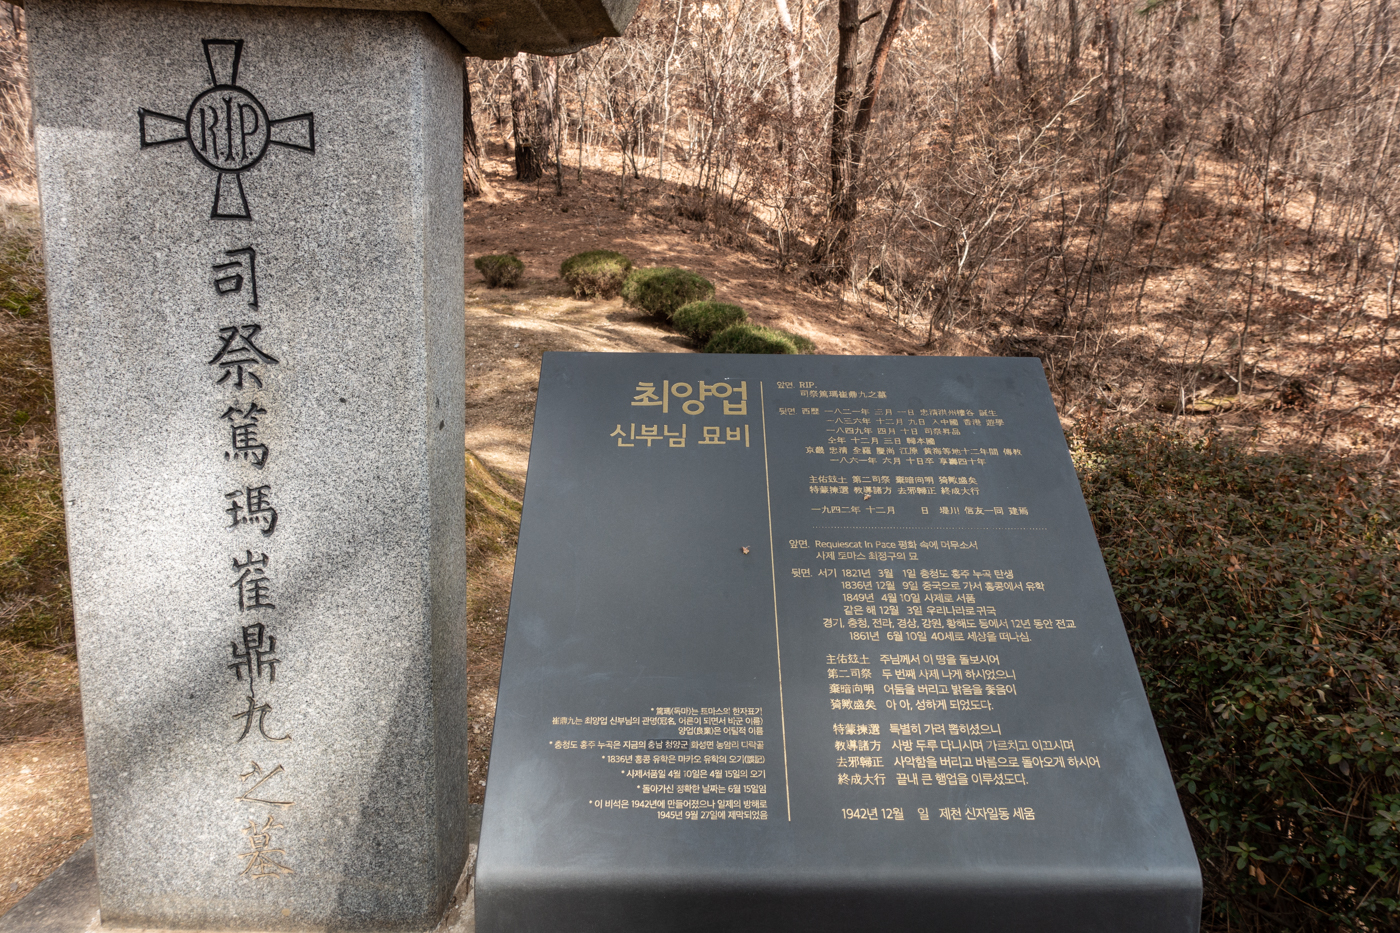 RIP
司祭篤瑪崔鼎九之墓
최양업
신부님 묘비
* 篤瑪(독마)는 토마스의 한자표기
崔鼎九는 최양업 신부님의 관명(冠名, 어른이 되면서 비군 이름)
양업(良業)은 어릴적 이름
* 충청도 홍주 누곡은 지금의 충남 청양군 화성면 농암리 다락골
* 1836년 홍콩 유학은 마카오 유학의 오기(誤記)
* 사제서품일 4월 10일은 4월 15일의 오기
* 돌아가신 정확한 날짜는 6월 15일임
* 이 비석은 1942년에 만들어졌으나 일제의 방해로
1945년 9월 27일에 제막되었음
앞면 RIP.
司祭篤瑪崔鼎九之墓
뒷면 西歷 一八二一年 三月 一日 忠淸洪州樓谷 誕生
一八三六年 十二月 九日 入中國 香港 遊學
一八四九年 四月 十日 司祭昇品
仝年 十二月 三日 歸本國
京畿 忠淸 全羅 慶尙 江原 黃海等地十二年間 傳敎
一八六一年 六月 十日卒 享壽四十年
主佑玆土 第二司祭 棄暗向明 猗歟盛矣
特蒙揀選 敎導諸方 去邪歸正 終成大行
一九四二年 十二月 日 堤川 信友一同 建焉
앞면. Requiescat In Pace 평화 속에 머무소서
사제 도마스 최정구의 묘
뒷면. 서기 1821년 3월 1일 충청도 홍주 누곡 탄생
1836년 12월 9일 중국으로 가서 홍콩에서 유학
1849년 4월 10일 사제로 서품
같은 해 12월 3일 우리나라로 귀국
경기, 충청, 전라, 경상, 강원, 황해도 등에서 12년 동안 전교
1861년 6월 10일 40세로 세상을 떠나심.
主佑玆土 주님께서 이 땅을 돌보시어
第二司祭 두 번째 사제 나게 하시었으니
棄暗向明 어둠을 버리고 밝음을 좇음이
猗歟盛矣 아 아, 성하게 되었도다.
特蒙揀選 특별히 가려 뽑히셨으니
敎導諸方 사방 두루 다니시며 가르치고 이끄시며
去邪歸正 사악함을 버리고 바름으로 돌아오게 하시어
終成大行 끝내 큰 행업을 이루셨도다.
1942년 12월 일 제천 신자일동 세움